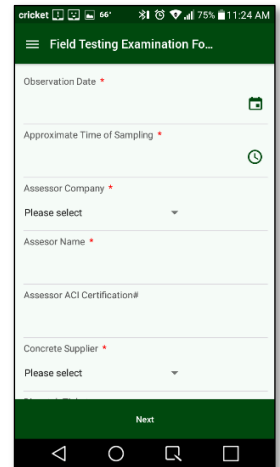 cricket 66° 75% 11:24 AM
Field Testing Examination Fo...
Observation Date *
Approximate Time of Sampling *
Assessor Company *
Please select
Assesor Name *
Assessor ACI Certification#
Concrete Supplier *
Please select
Next